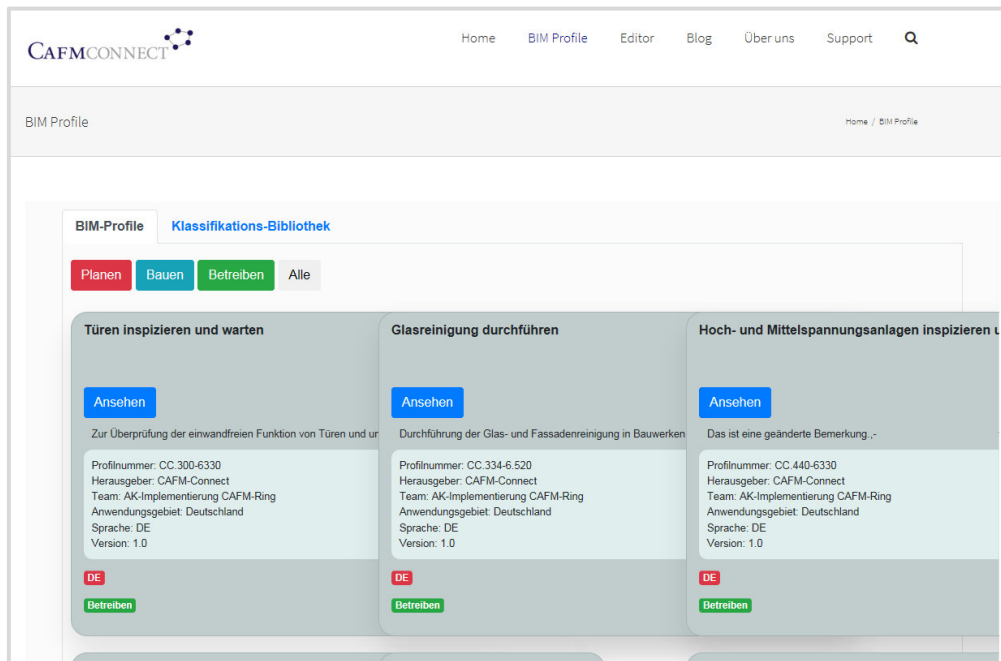 CAFMCONNECT
Home BIM Profile Editor Blog Über uns Support
BIM Profile
Home / BIM Profile
BIM-Profile Klassifikations-Bibliothek
Planen Bauen Betreiben Alle
Türen inspizieren und warten
Ansehen
Zur Überprüfung der einwandfreien Funktion von Türen und ur
Profilnummer: CC.300-6330
Herausgeber: CAFM-Connect
Team: AK-Implementierung CAFM-Ring
Anwendungsgebiet: Deutschland
Sprache: DE
Version: 1.0
DE
Betreiben
Glasreinigung durchführen
Ansehen
Durchführung der Glas- und Fassadenreinigung in Bauwerken
Profilnummer: CC.334-6.520
Herausgeber: CAFM-Connect
Team: AK-Implementierung CAFM-Ring
Anwendungsgebiet: Deutschland
Sprache: DE
Version: 1.0
DE
Betreiben
Hoch- und Mittelspannungsanlagen inspizieren u
Ansehen
Das ist eine geänderte Bemerkung.,-
Profilnummer: CC.440-6330
Herausgeber: CAFM-Connect
Team: AK-Implementierung CAFM-Ring
Anwendungsgebiet: Deutschland
Sprache: DE
Version: 1.0
DE
Betreiben